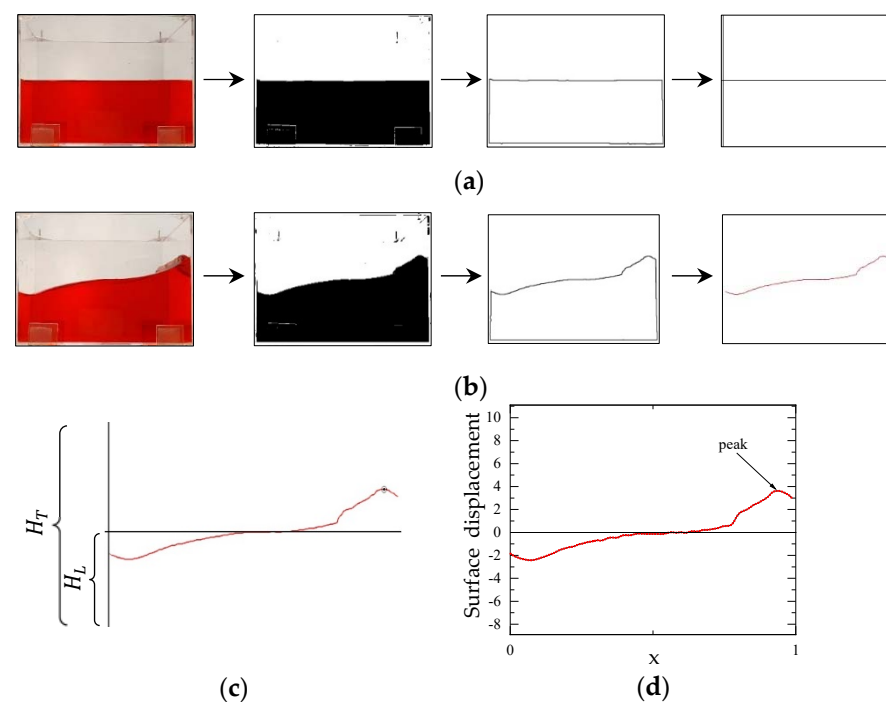 (a)
(b)
H_T
H_L
(c)
Surface displacement
10
8
6
4
2
0
-2
-4
-6
-8
peak
0
1
x
(d)